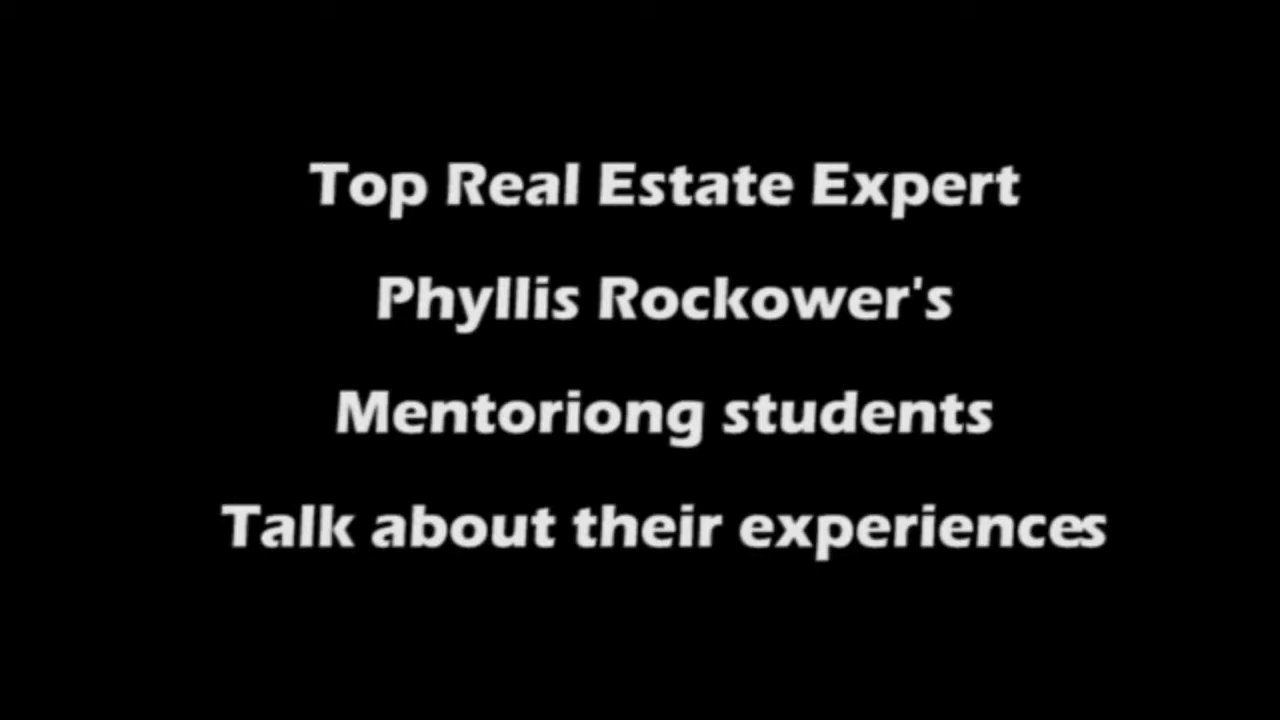 Top Real Estate Expert
Phyllis Rockower's
Mentoriong students
Talk about their experiences